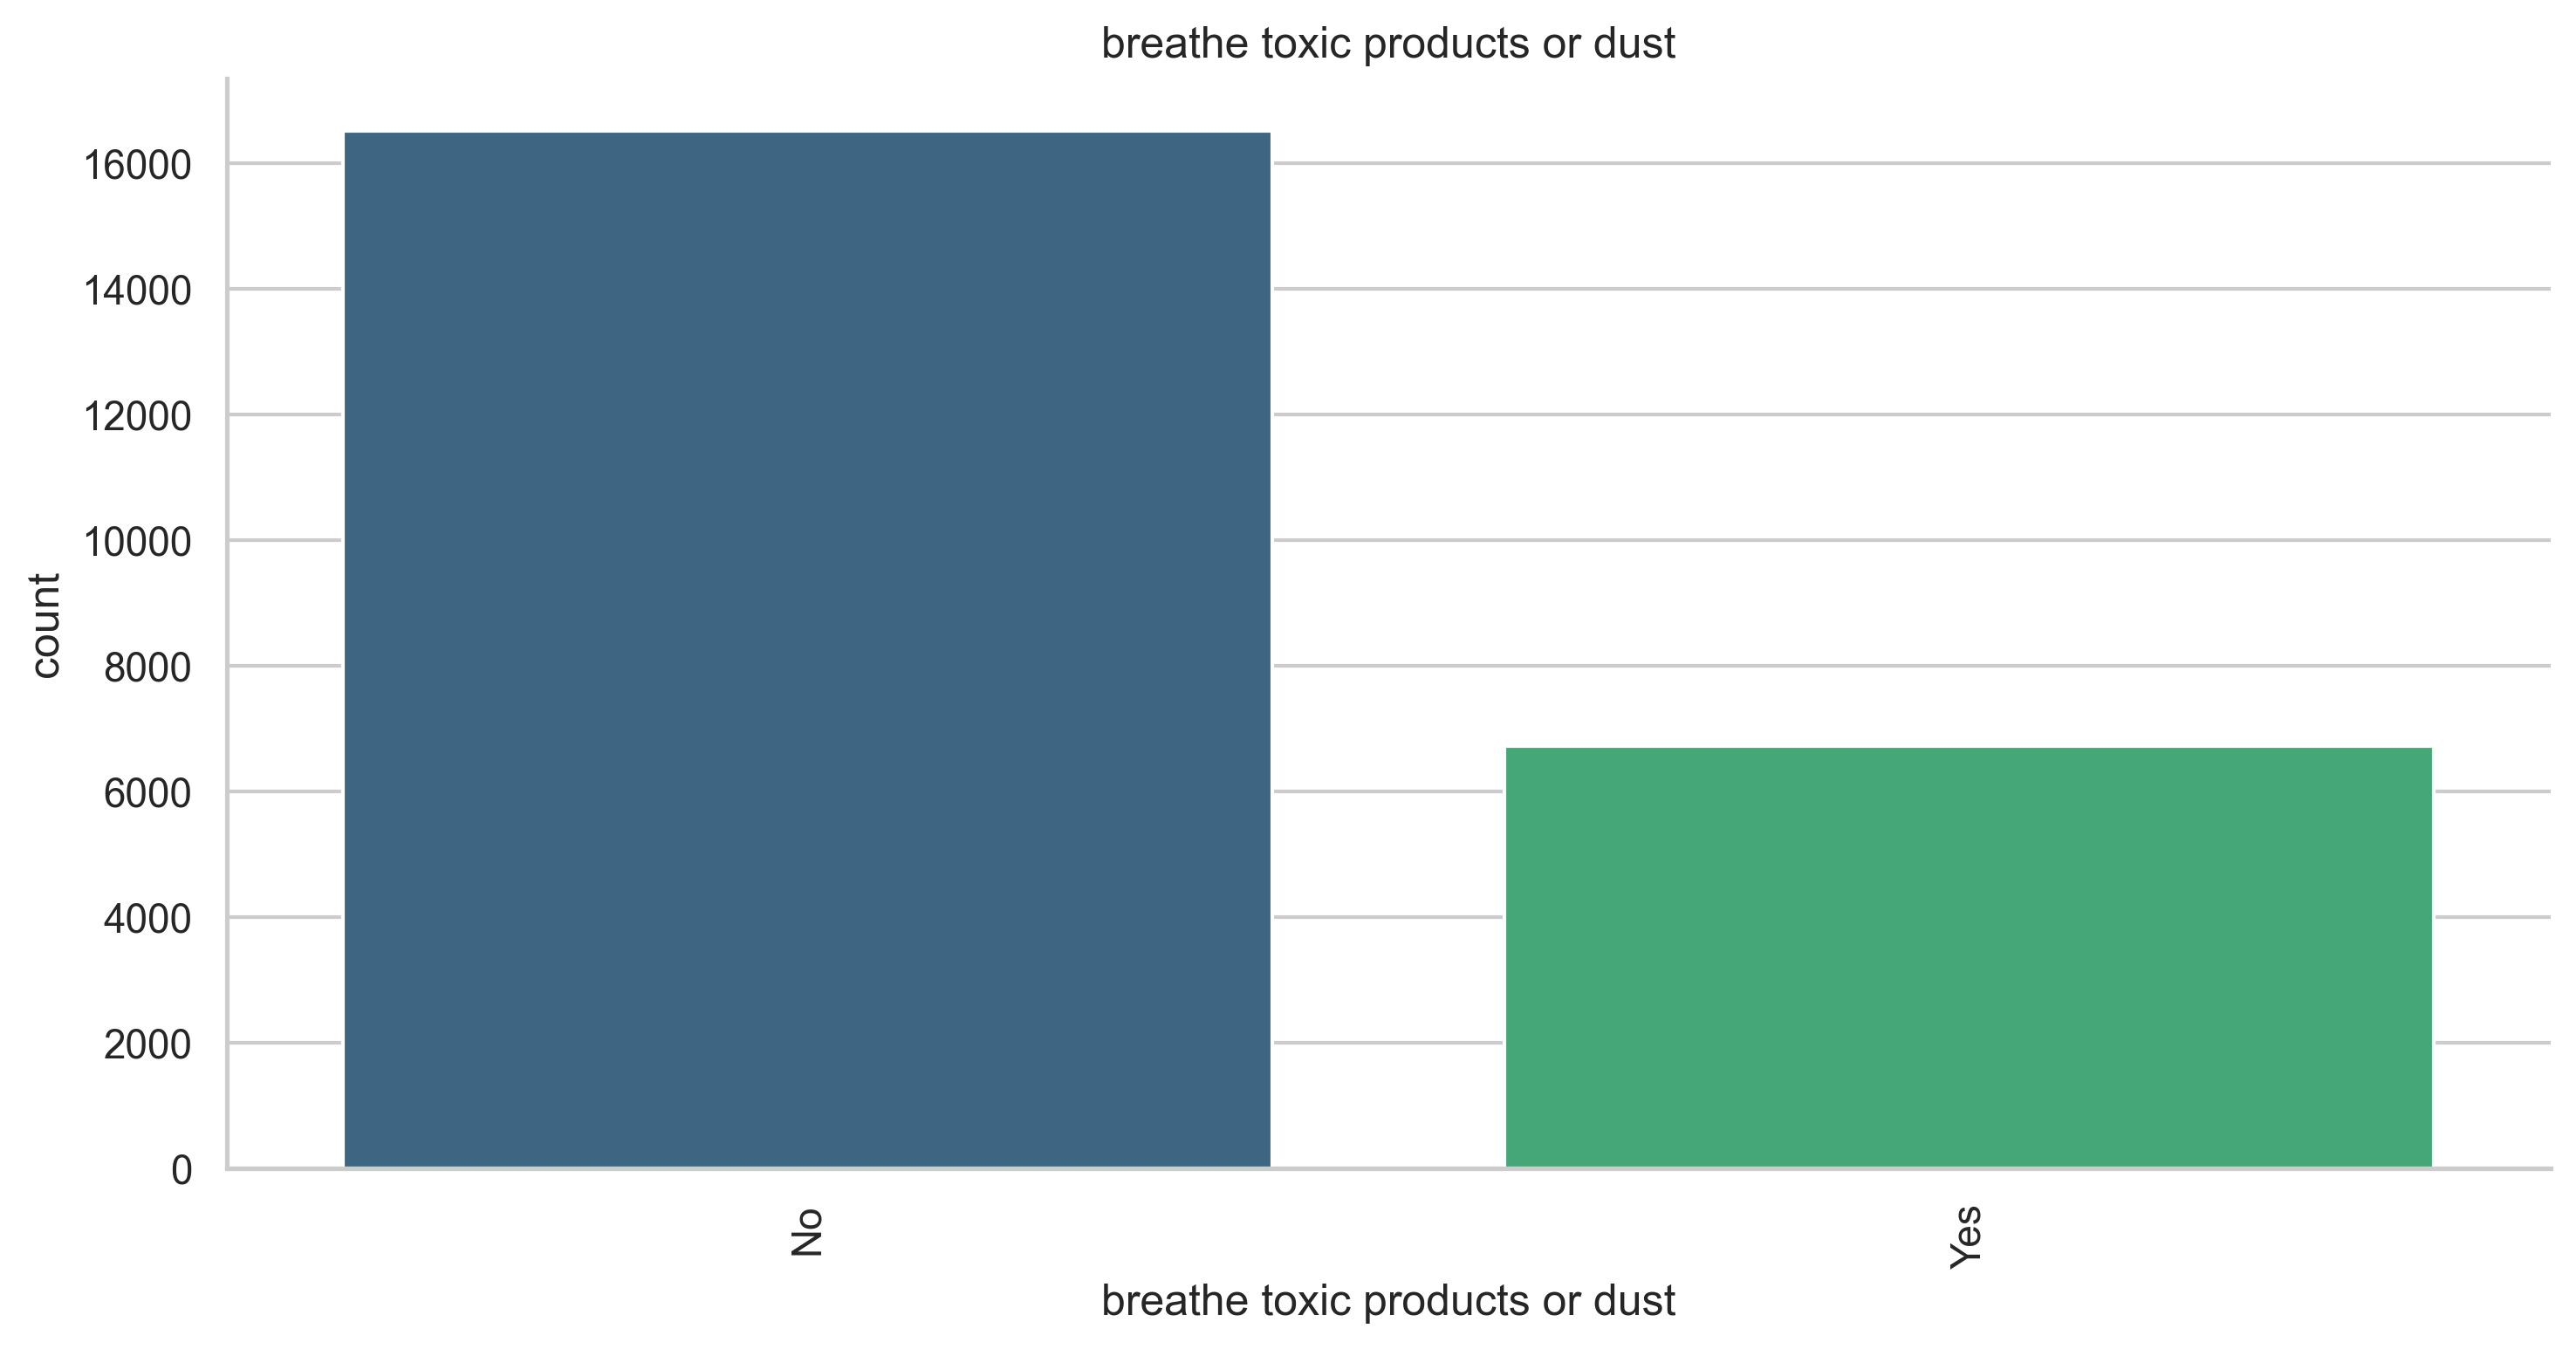 breathe toxic products or dust
16000
14000
12000
10000
8000
6000
4000
2000
0
count
No
Yes
breathe toxic products or dust